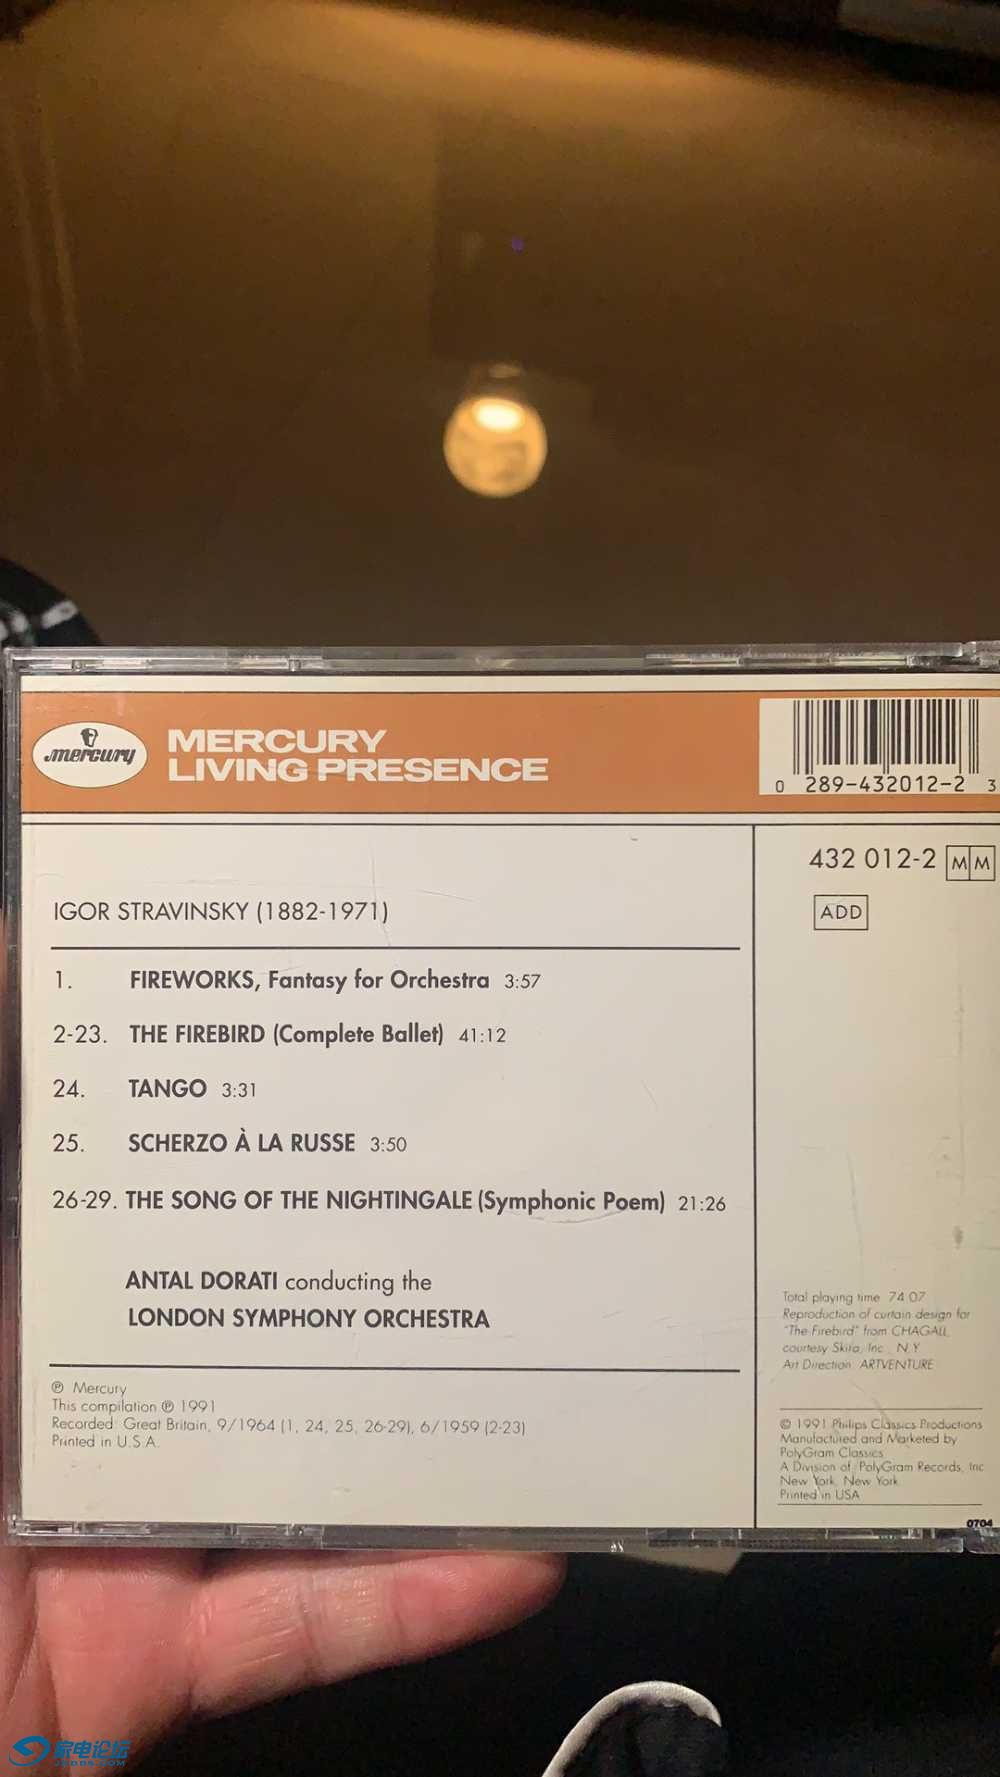 mercury
MERCURY
LIVING PRESENCE
0 289-432012-2 3
432 012-2 MM
ADD
IGOR STRAVINSKY (1882-1971)
1. FIREWORKS, Fantasy for Orchestra 3:57
2-23. THE FIREBIRD (Complete Ballet) 41:12
24. TANGO 3:31
25. SCHERZO À LA RUSSE 3:50
26-29. THE SONG OF THE NIGHTINGALE (Symphonic Poem) 21:26
ANTAL DORATI conducting the
LONDON SYMPHONY ORCHESTRA
℗ Mercury
This compilation ℗ 1991
Recorded: Great Britain, 9/1964 (1, 24, 25, 26-29), 6/1959 (2-23)
Printed in U.S.A.
Total playing time 74 07
Reproduction of curtain design for
"The Firebird" from CHAGALL,
courtesy Skira, Inc., N.Y.
Art Direction ARTVENTURE
© 1991 Philips Classics Productions
Manufactured and Marketed by
PolyGram Classics
A Division of PolyGram Records, Inc
New York, New York
Printed in USA
0704
家电论坛
JDBBS.COM